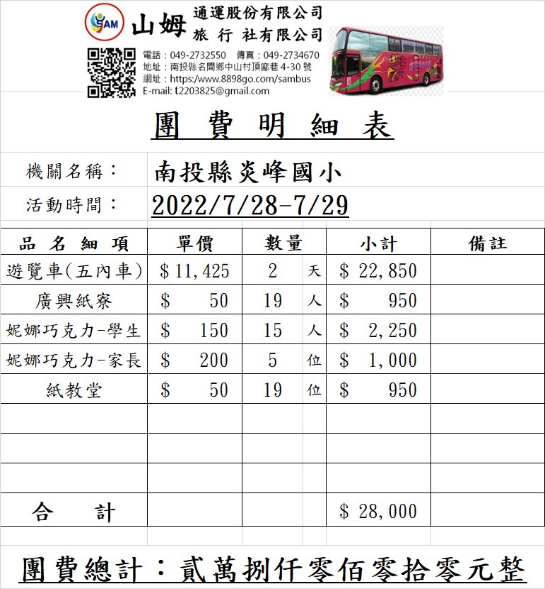 SAM
山姆 通運股份有限公司
旅行社有限公司
電話：049-2732550 傳真：049-2734670
地址：南投縣名間鄉中山村頂廍巷 4-30 號
網址：https://www.8898go.com/sambus
E-mail: t2203825@gmail.com
團費明細表
機關名稱： 南投縣炎峰國小
活動時間： 2022/7/28-7/29
品名細項 單價 數量 小計 備註
遊覽車(五內車) $11,425 2 天 $ 22,850
廣興紙寮 $ 50 19 人 $ 950
妮娜巧克力-學生 $ 150 15 人 $ 2,250
妮娜巧克力-家長 $ 200 5 位 $ 1,000
紙教堂 $ 50 19 位 $ 950
合計 $ 28,000
團費總計：貳萬捌仟零佰零拾零元整